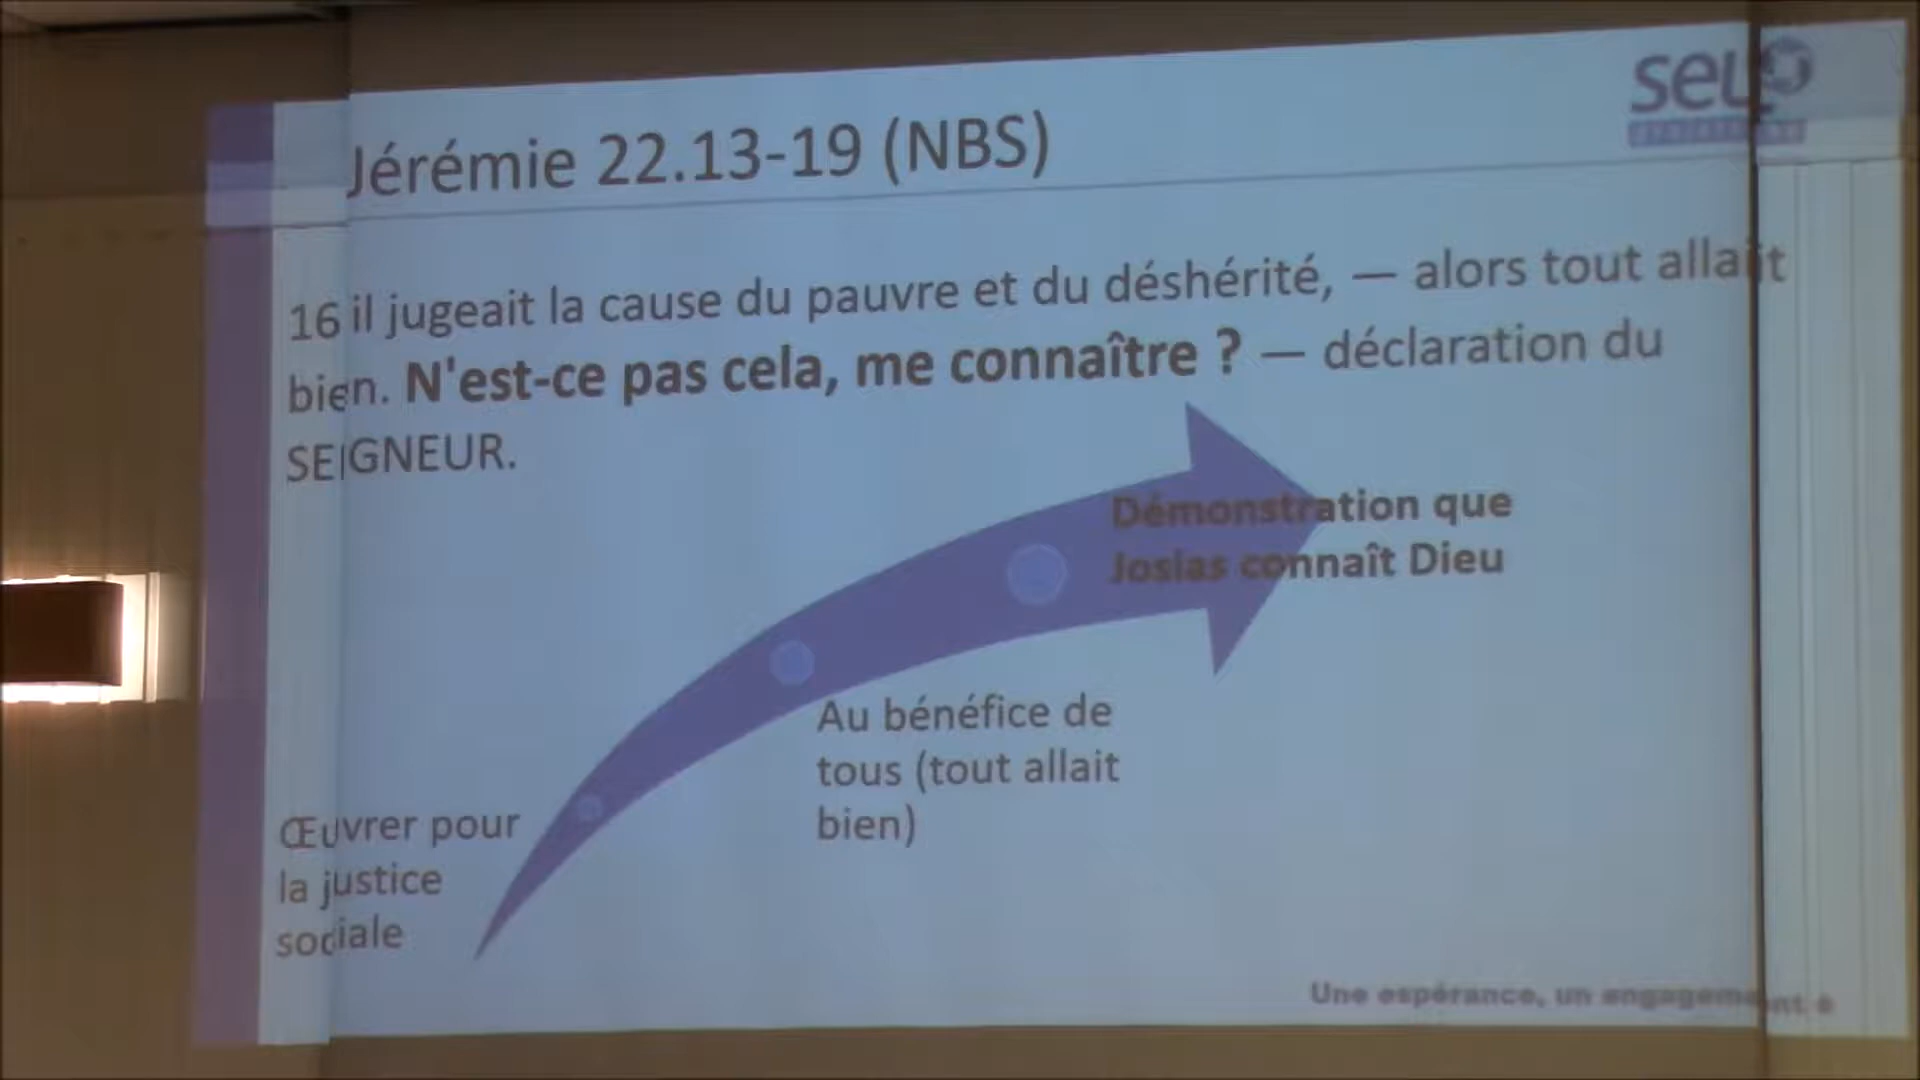 sel
Jérémie 22.13-19 (NBS)
16 il jugeait la cause du pauvre et du déshérité, — alors tout allait
bien. N'est-ce pas cela, me connaître ? — déclaration du
SEIGNEUR.
Démonstration que
Josias connaît Dieu
Au bénéfice de
tous (tout allait
bien)
Œuvrer pour
la justice
sociale
Une espérance, un engagement